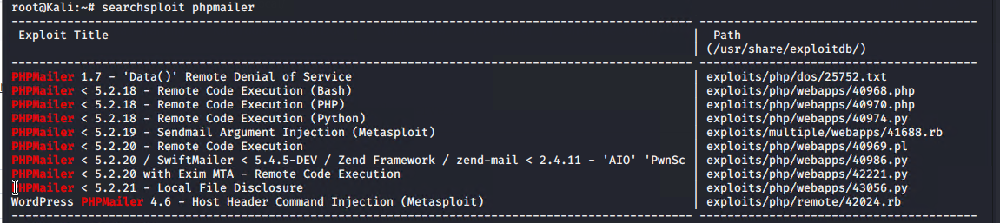 root@Kali:~# searchsploit phpmailer
Exploit Title | Path
| (/usr/share/exploitdb/)
PHPMailer 1.7 - 'Data()' Remote Denial of Service | exploits/php/dos/25752.txt
PHPMailer < 5.2.18 - Remote Code Execution (Bash) | exploits/php/webapps/40968.php
PHPMailer < 5.2.18 - Remote Code Execution (PHP) | exploits/php/webapps/40970.php
PHPMailer < 5.2.18 - Remote Code Execution (Python) | exploits/php/webapps/40974.py
PHPMailer < 5.2.19 - Sendmail Argument Injection (Metasploit) | exploits/multiple/webapps/41688.rb
PHPMailer < 5.2.20 - Remote Code Execution | exploits/php/webapps/40969.pl
PHPMailer < 5.2.20 / SwiftMailer < 5.4.5-DEV / Zend Framework / zend-mail < 2.4.11 - 'AIO' 'PwnSc | exploits/php/webapps/40986.py
PHPMailer < 5.2.20 with Exim MTA - Remote Code Execution | exploits/php/webapps/42221.py
PHPMailer < 5.2.21 - Local File Disclosure | exploits/php/webapps/43056.py
WordPress PHPMailer 4.6 - Host Header Command Injection (Metasploit) | exploits/php/remote/42024.rb